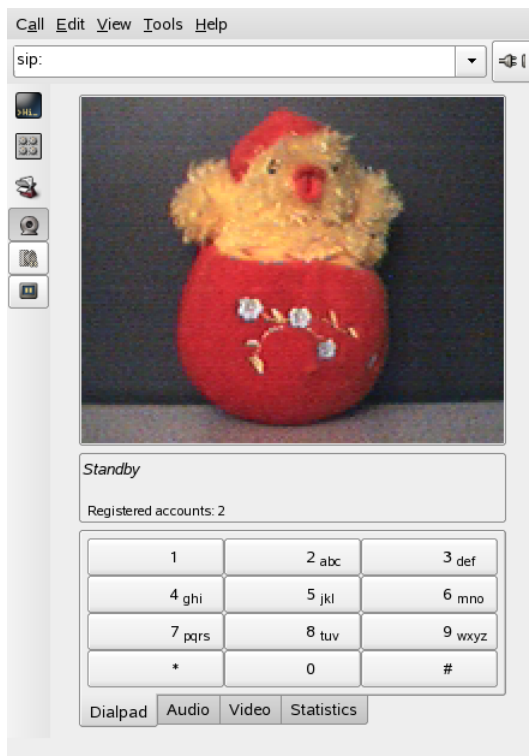 Call Edit View Tools Help
sip:
>Hi..
Standby
Registered accounts: 2
1 2 abc 3 def
4 ghi 5 jkl 6 mno
7 pqrs 8 tuv 9 wxyz
* 0 #
Dialpad Audio Video Statistics